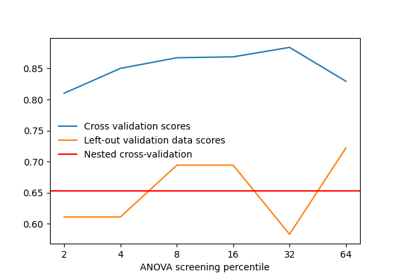 0.85
0.80
0.75
0.70
0.65
0.60
Cross validation scores
Left-out validation data scores
Nested cross-validation
2 4 8 16 32 64
ANOVA screening percentile